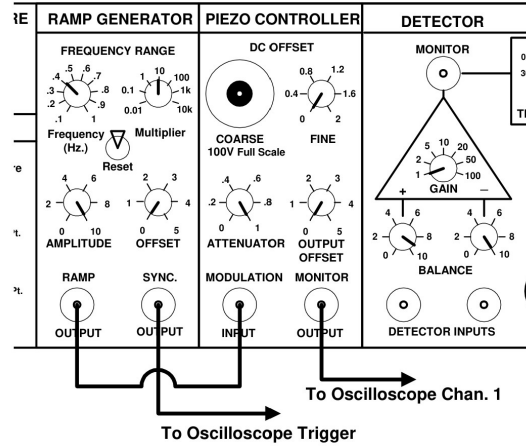 RE
RAMP GENERATOR
PIEZO CONTROLLER
DETECTOR
FREQUENCY RANGE
.1 .2 .3 .4 .5 .6 .7 .8 .9 1
0.1 .01 1 10 100 1k 10k
Frequency
(Hz.)
Multiplier
Reset
0 2 4 6 8 10
AMPLITUDE
0 1 2 3 4 5
OFFSET
RAMP
OUTPUT
SYNC.
OUTPUT
DC OFFSET
COARSE
100V Full Scale
0 0.4 0.8 1.2 1.6 2
FINE
0 .2 .4 .6 .8 1
ATTENUATOR
0 1 2 3 4 5
OUTPUT
OFFSET
MODULATION
INPUT
MONITOR
OUTPUT
MONITOR
1 2 5 10 20 50 100
GAIN
+ −
0 2 4 6 8 10
0 2 4 6 8 10
BALANCE
DETECTOR INPUTS
To Oscilloscope Chan. 1
To Oscilloscope Trigger